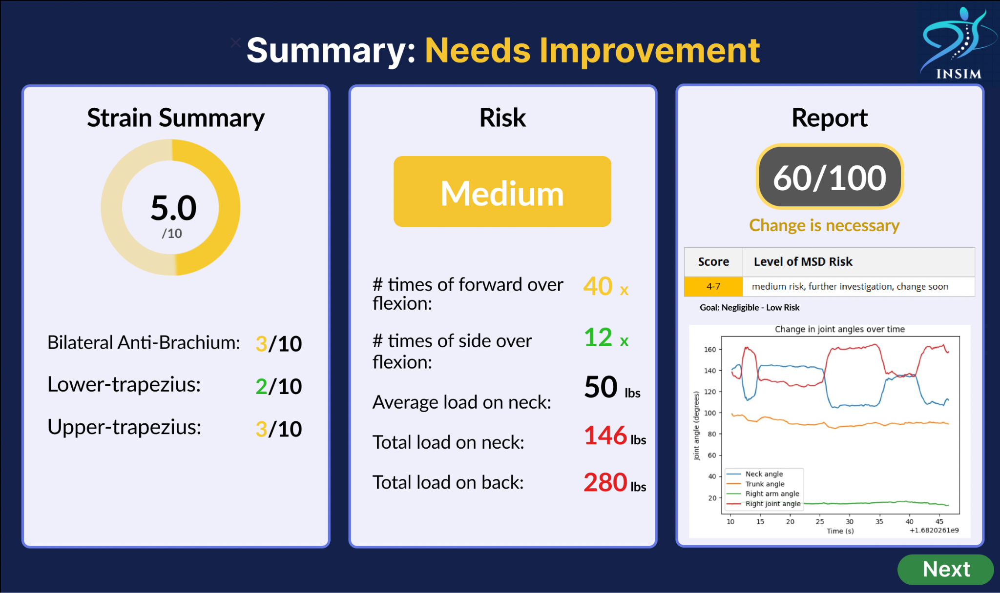 Summary: Needs Improvement
INSIM
Strain Summary
5.0
/10
Bilateral Anti-Brachium: 3/10
Lower-trapezius: 2/10
Upper-trapezius: 3/10
Risk
Medium
# times of forward over
flexion:
40 x
# times of side over
flexion:
12 x
Average load on neck: 50 lbs
Total load on neck: 146 lbs
Total load on back: 280 lbs
Report
60/100
Change is necessary
Score Level of MSD Risk
4-7 medium risk, further investigation, change soon
Goal: Negligible - Low Risk
Change in joint angles over time
Joint angle (degrees)
160
140
120
100
80
60
40
20
Neck angle
Trunk angle
Right arm angle
Right joint angle
10 15 20 25 30 35 40 45
Time (s)
+1.6820261e9
Next